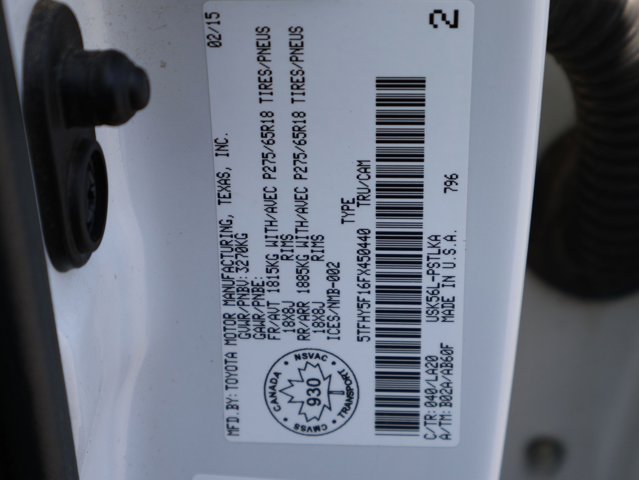 MFD.BY: TOYOTA MOTOR MANUFACTURING, TEXAS, INC. 02/15
GVWR/PNBV: 3270KG
GAWR/PNBE:
FR/AVT 1815KG WITH/AVEC P275/65R18 TIRES/PNEUS
18X8J RIMS
RR/ARR 1885KG WITH/AVEC P275/65R18 TIRES/PNEUS
18X8J RIMS
ICES/NMB-002
CANADA
NSVAC
TRANSPORT
CMVSS
930
TYPE
5TFHY5F16FX450440 TRU/CAM
C/TR: 040/LA20 USK56L-PSTLKA 796
A/TM: B02A/AB60F MADE IN U.S.A.
2